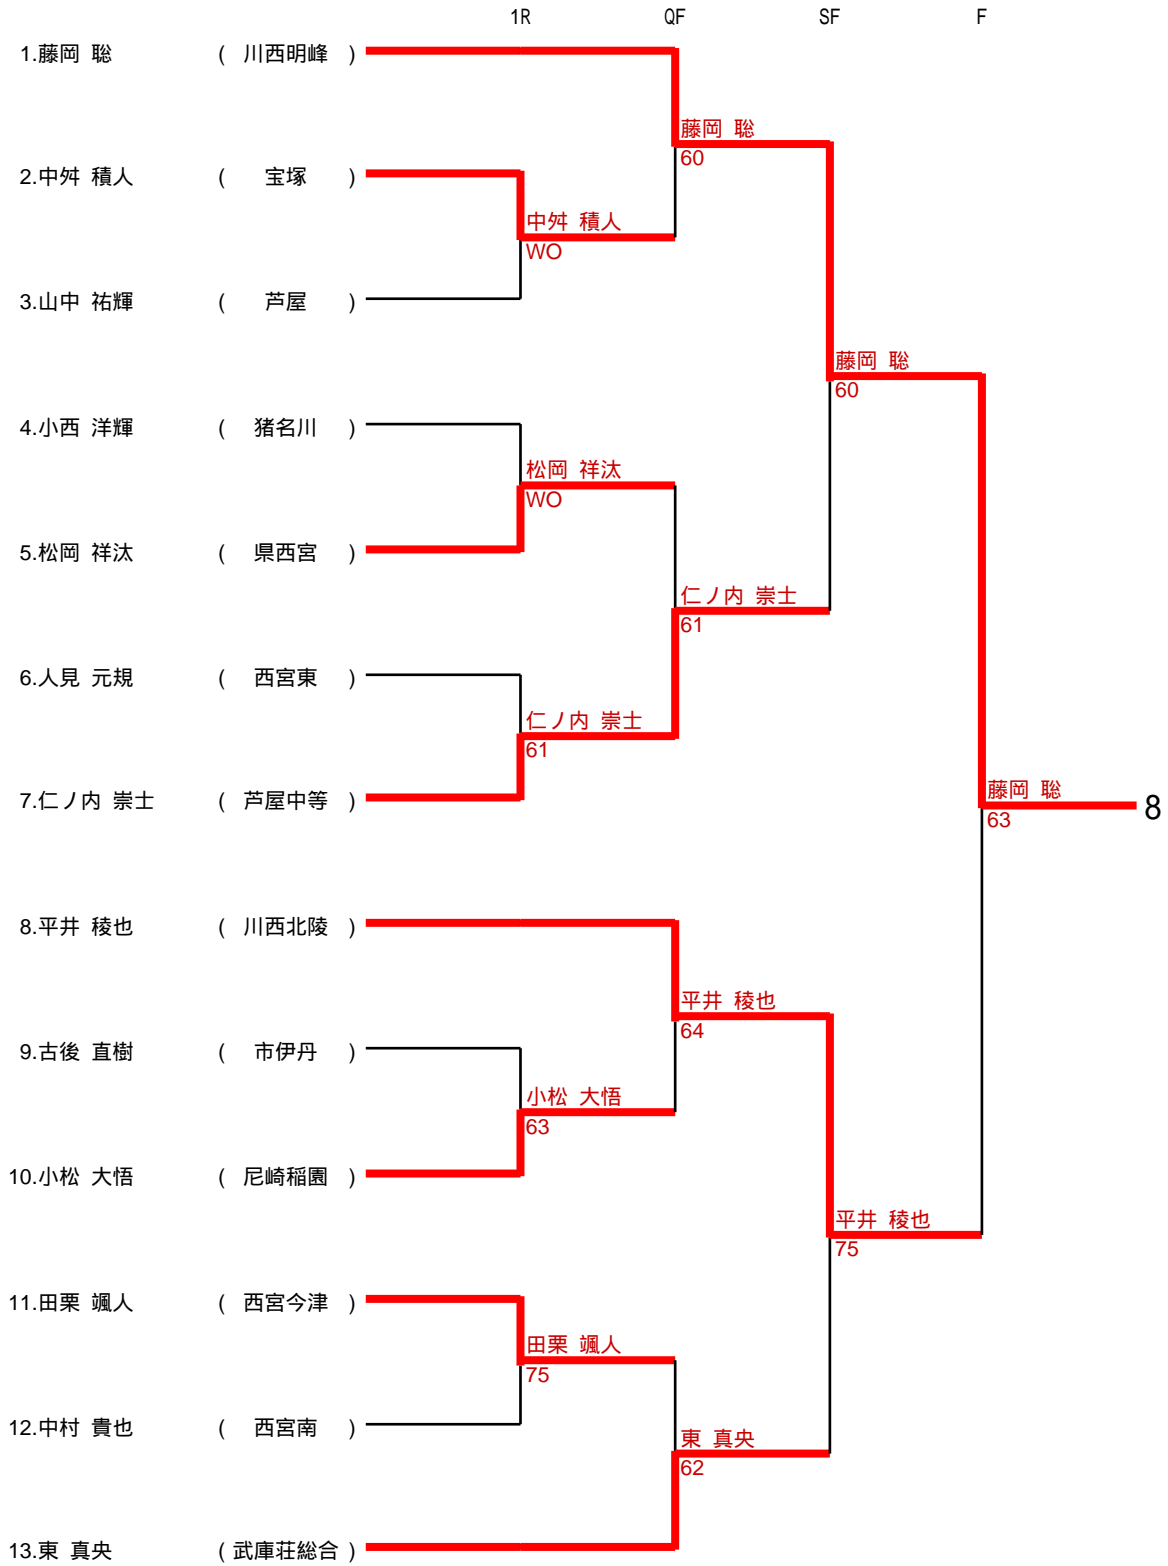 1R QF SF F
1.藤岡 聡 ( 川西明峰 )
藤岡 聡
60
2.中舛 積人 ( 宝塚 )
中舛 積人
WO
3.山中 祐輝 ( 芦屋 )
藤岡 聡
60
4.小西 洋輝 ( 猪名川 )
松岡 祥汰
WO
5.松岡 祥汰 ( 県西宮 )
仁ノ内 崇士
61
6.人見 元規 ( 西宮東 )
仁ノ内 崇士
61
7.仁ノ内 崇士 ( 芦屋中等 )
藤岡 聡
63
8
8.平井 稜也 ( 川西北陵 )
平井 稜也
64
9.古後 直樹 ( 市伊丹 )
小松 大悟
63
10.小松 大悟 ( 尼崎稲園 )
平井 稜也
75
11.田栗 颯人 ( 西宮今津 )
田栗 颯人
75
12.中村 貴也 ( 西宮南 )
東 真央
62
13.東 真央 ( 武庫荘総合 )